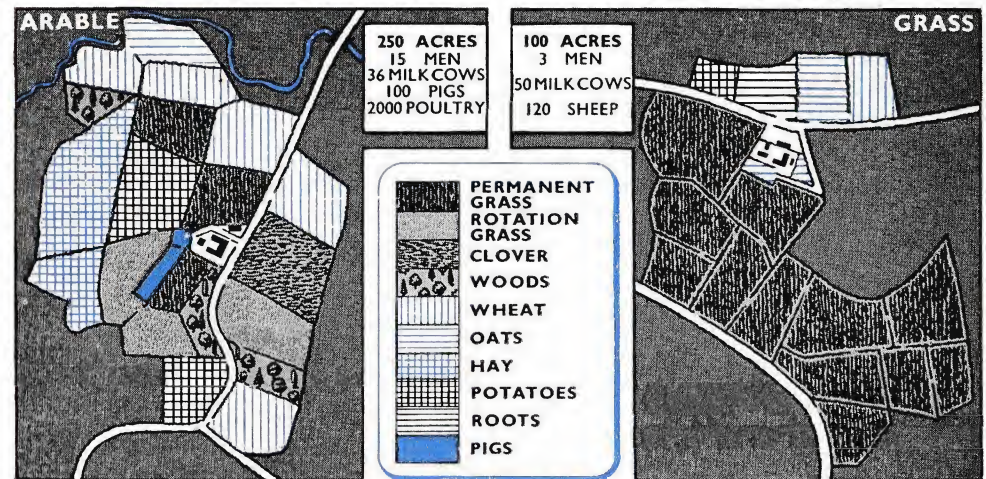 ARABLE
250 ACRES
15 MEN
36 MILK COWS
100 PIGS
2000 POULTRY
100 ACRES
3 MEN
50 MILK COWS
120 SHEEP
GRASS
PERMANENT
GRASS
ROTATION
GRASS
CLOVER
WOODS
WHEAT
OATS
HAY
POTATOES
ROOTS
PIGS